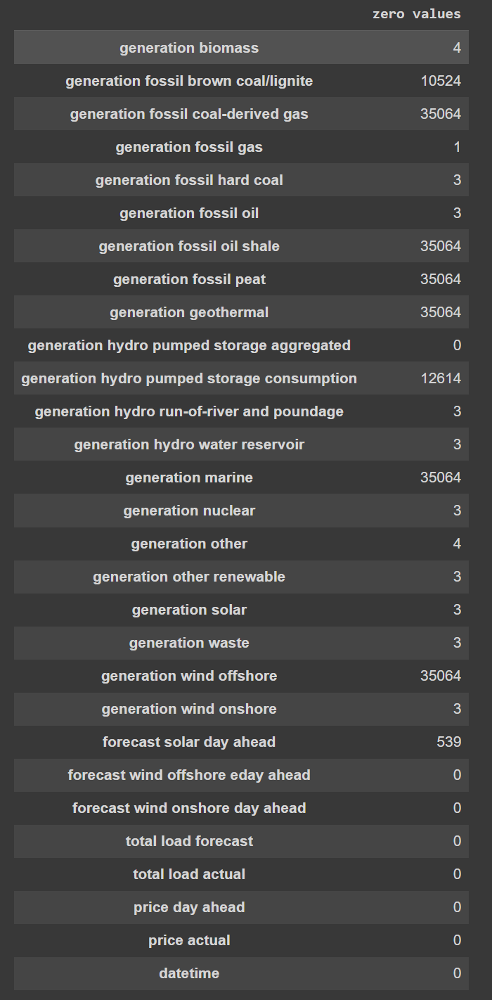 zero values
generation biomass 4
generation fossil brown coal/lignite 10524
generation fossil coal-derived gas 35064
generation fossil gas 1
generation fossil hard coal 3
generation fossil oil 3
generation fossil oil shale 35064
generation fossil peat 35064
generation geothermal 35064
generation hydro pumped storage aggregated 0
generation hydro pumped storage consumption 12614
generation hydro run-of-river and poundage 3
generation hydro water reservoir 3
generation marine 35064
generation nuclear 3
generation other 4
generation other renewable 3
generation solar 3
generation waste 3
generation wind offshore 35064
generation wind onshore 3
forecast solar day ahead 539
forecast wind offshore eday ahead 0
forecast wind onshore day ahead 0
total load forecast 0
total load actual 0
price day ahead 0
price actual 0
datetime 0